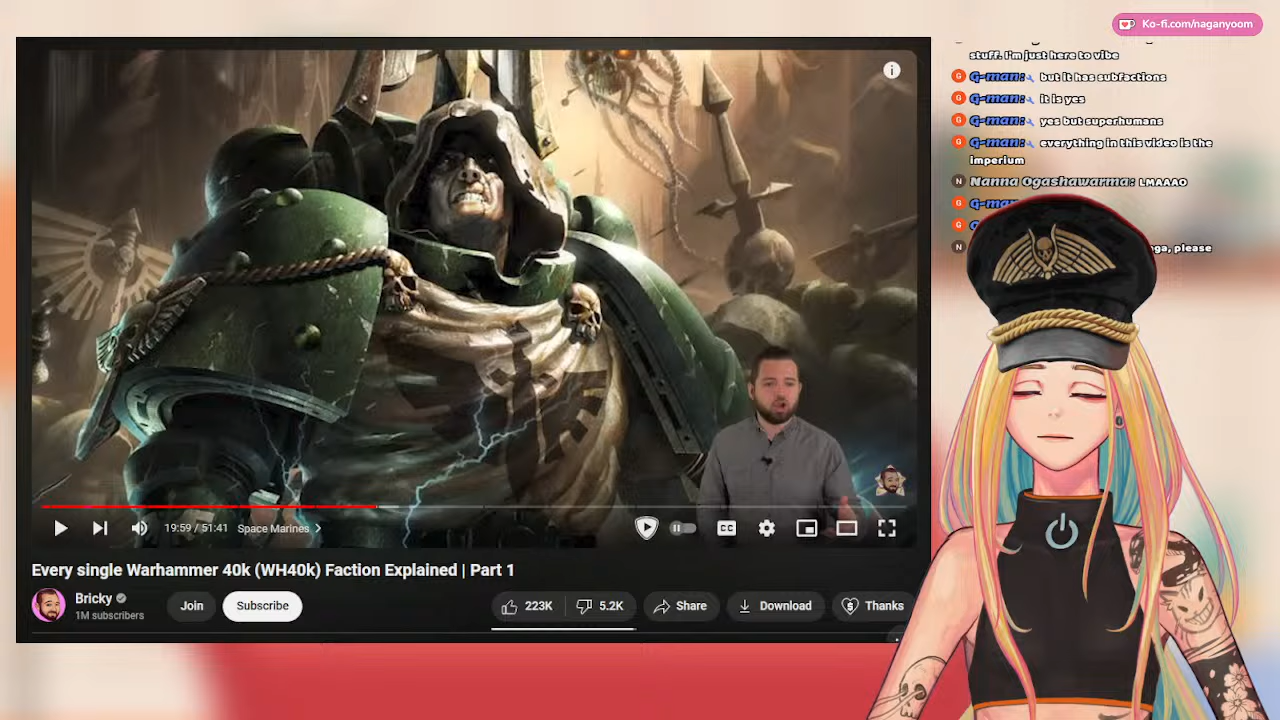 Ko-fi.com/naganyoom
stuff. I'm just here to vibe
G-man: but it has subfactions
G-man: it is yes
G-man: yes but superhumans
G-man: everything in this video is the
imperium
Nanna Ogashawarma: LMAAAO
G-man
please
19:59 / 51:41 Space Marines
CC
Every single Warhammer 40k (WH40k) Faction Explained | Part 1
Bricky
1M subscribers
Join
Subscribe
223K
5.2K
Share
Download
Thanks